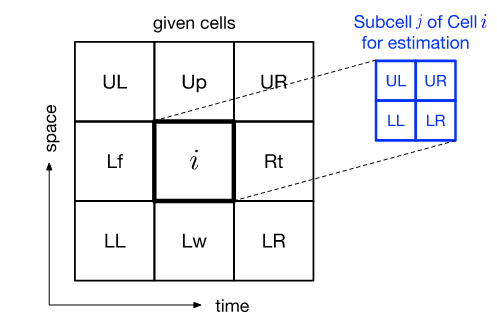 given cells
Subcell j of Cell i
for estimation
UL Up UR
UL UR
LL LR
Lf i Rt
LL Lw LR
space
time